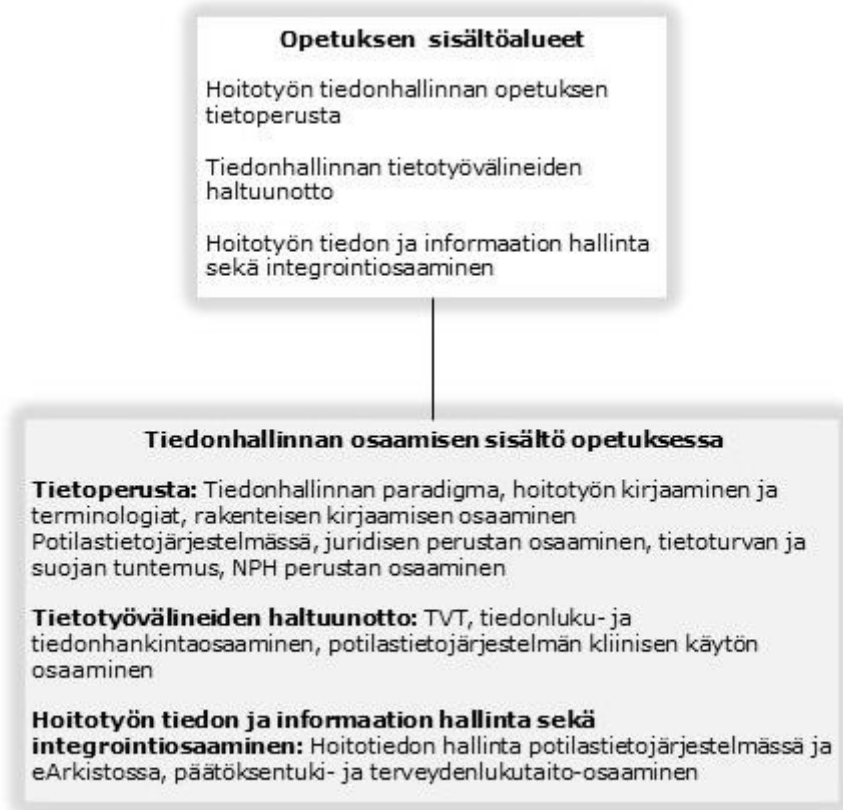 Opetuksen sisältöalueet
Hoitotyön tiedonhallinnan opetuksen
tietoperusta
Tiedonhallinnan tietotyövälineiden
haltuunotto
Hoitotyön tiedon ja informaation hallinta
sekä integrointiosaaminen
Tiedonhallinnan osaamisen sisältö opetuksessa
Tietoperusta: Tiedonhallinnan paradigma, hoitotyön kirjaaminen ja
terminologiat, rakenteisen kirjaamisen osaaminen
Potilastietojärjestelmässä, juridisen perustan osaaminen, tietoturvan ja
suojan tuntemus, NPH perustan osaaminen
Tietotyövälineiden haltuunotto: TVT, tiedonluku- ja
tiedonhankintaosaaminen, potilastietojärjestelmän kliinisen käytön
osaaminen
Hoitotyön tiedon ja informaation hallinta sekä
integrointiosaaminen: Hoitotiedon hallinta potilastietojärjestelmässä ja
eArkistossa, päätöksentuki- ja terveydenlukutaito-osaaminen